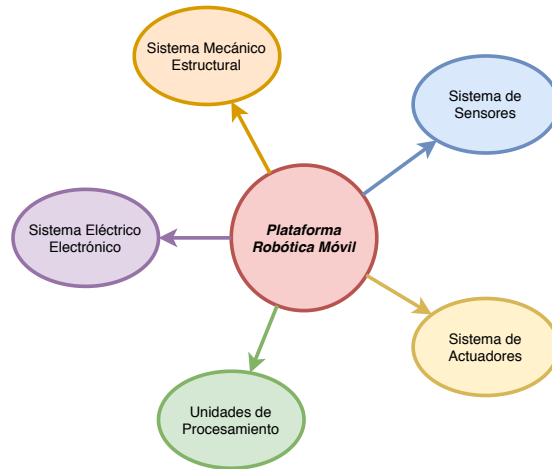 Sistema Mecánico
Estructural
Sistema de
Sensores
Sistema Eléctrico
Electrónico
Plataforma
Robótica Móvil
Sistema de
Actuadores
Unidades de
Procesamiento